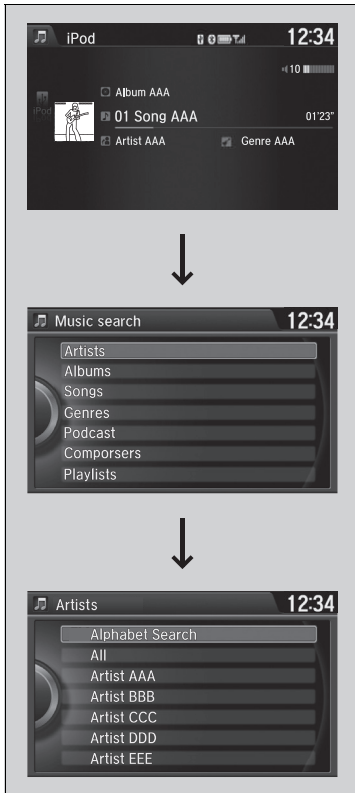 iPod 12:34
10
iPod
Album AAA
01 Song AAA 01'23"
Artist AAA Genre AAA
Music search 12:34
Artists
Albums
Songs
Genres
Podcast
Comporsers
Playlists
Artists 12:34
Alphabet Search
All
Artist AAA
Artist BBB
Artist CCC
Artist DDD
Artist EEE